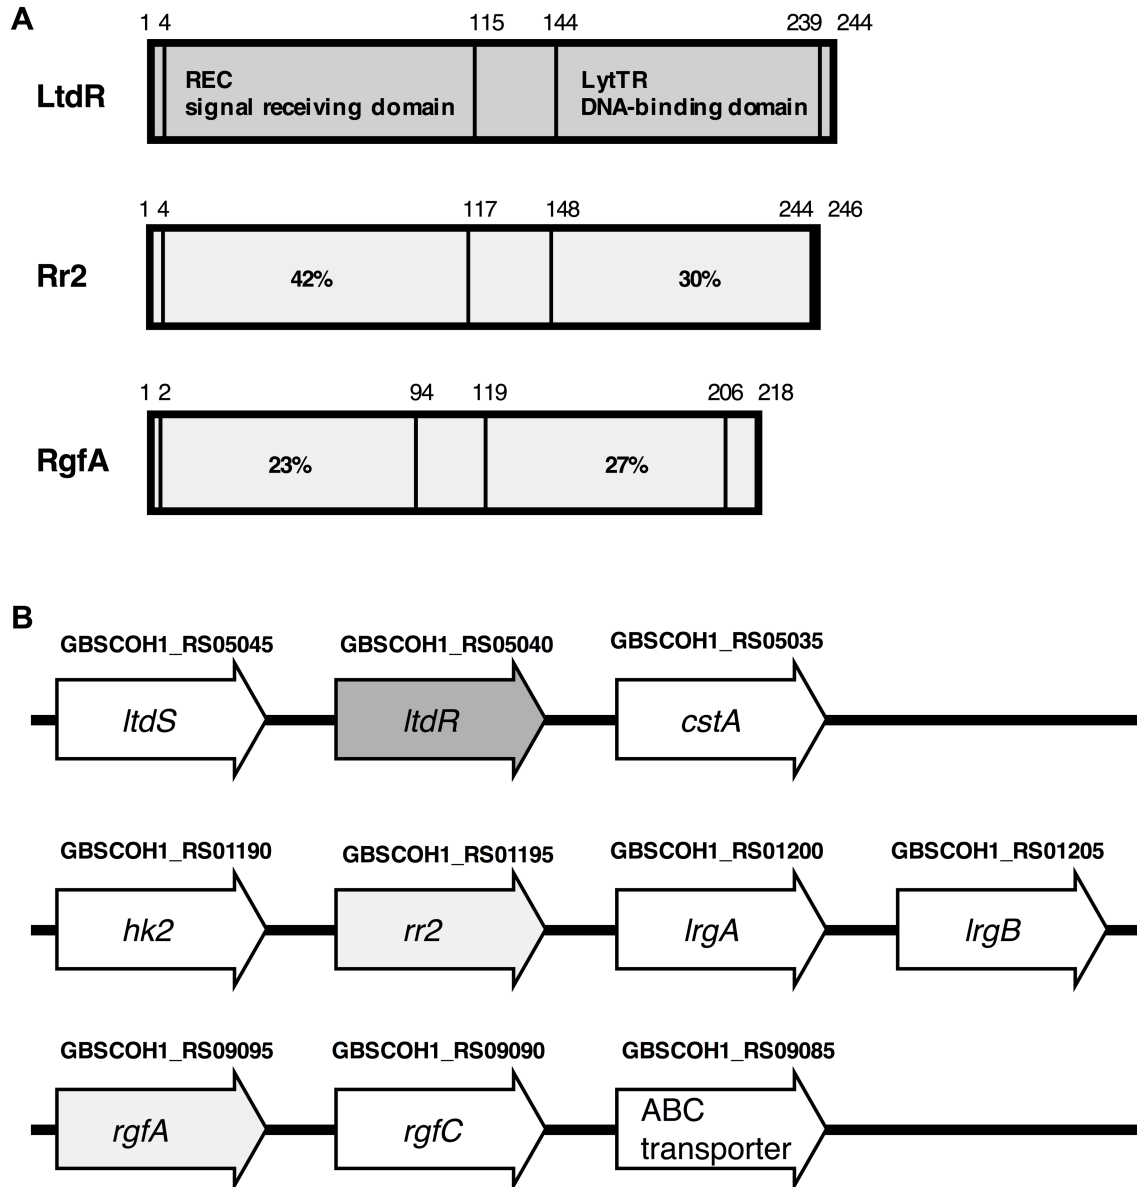 A
1 4 115 144 239 244
LtdR
REC
signal receiving domain
LytTR
DNA-binding domain
1 4 117 148 244 246
Rr2
42% 30%
1 2 94 119 206 218
RgfA
23% 27%
B
GBSCOH1_RS05045 GBSCOH1_RS05040 GBSCOH1_RS05035
ltdS ltdR cstA
GBSCOH1_RS01190 GBSCOH1_RS01195 GBSCOH1_RS01200 GBSCOH1_RS01205
hk2 rr2 lrgA lrgB
GBSCOH1_RS09095 GBSCOH1_RS09090 GBSCOH1_RS09085
rgfA rgfC
ABC
transporter